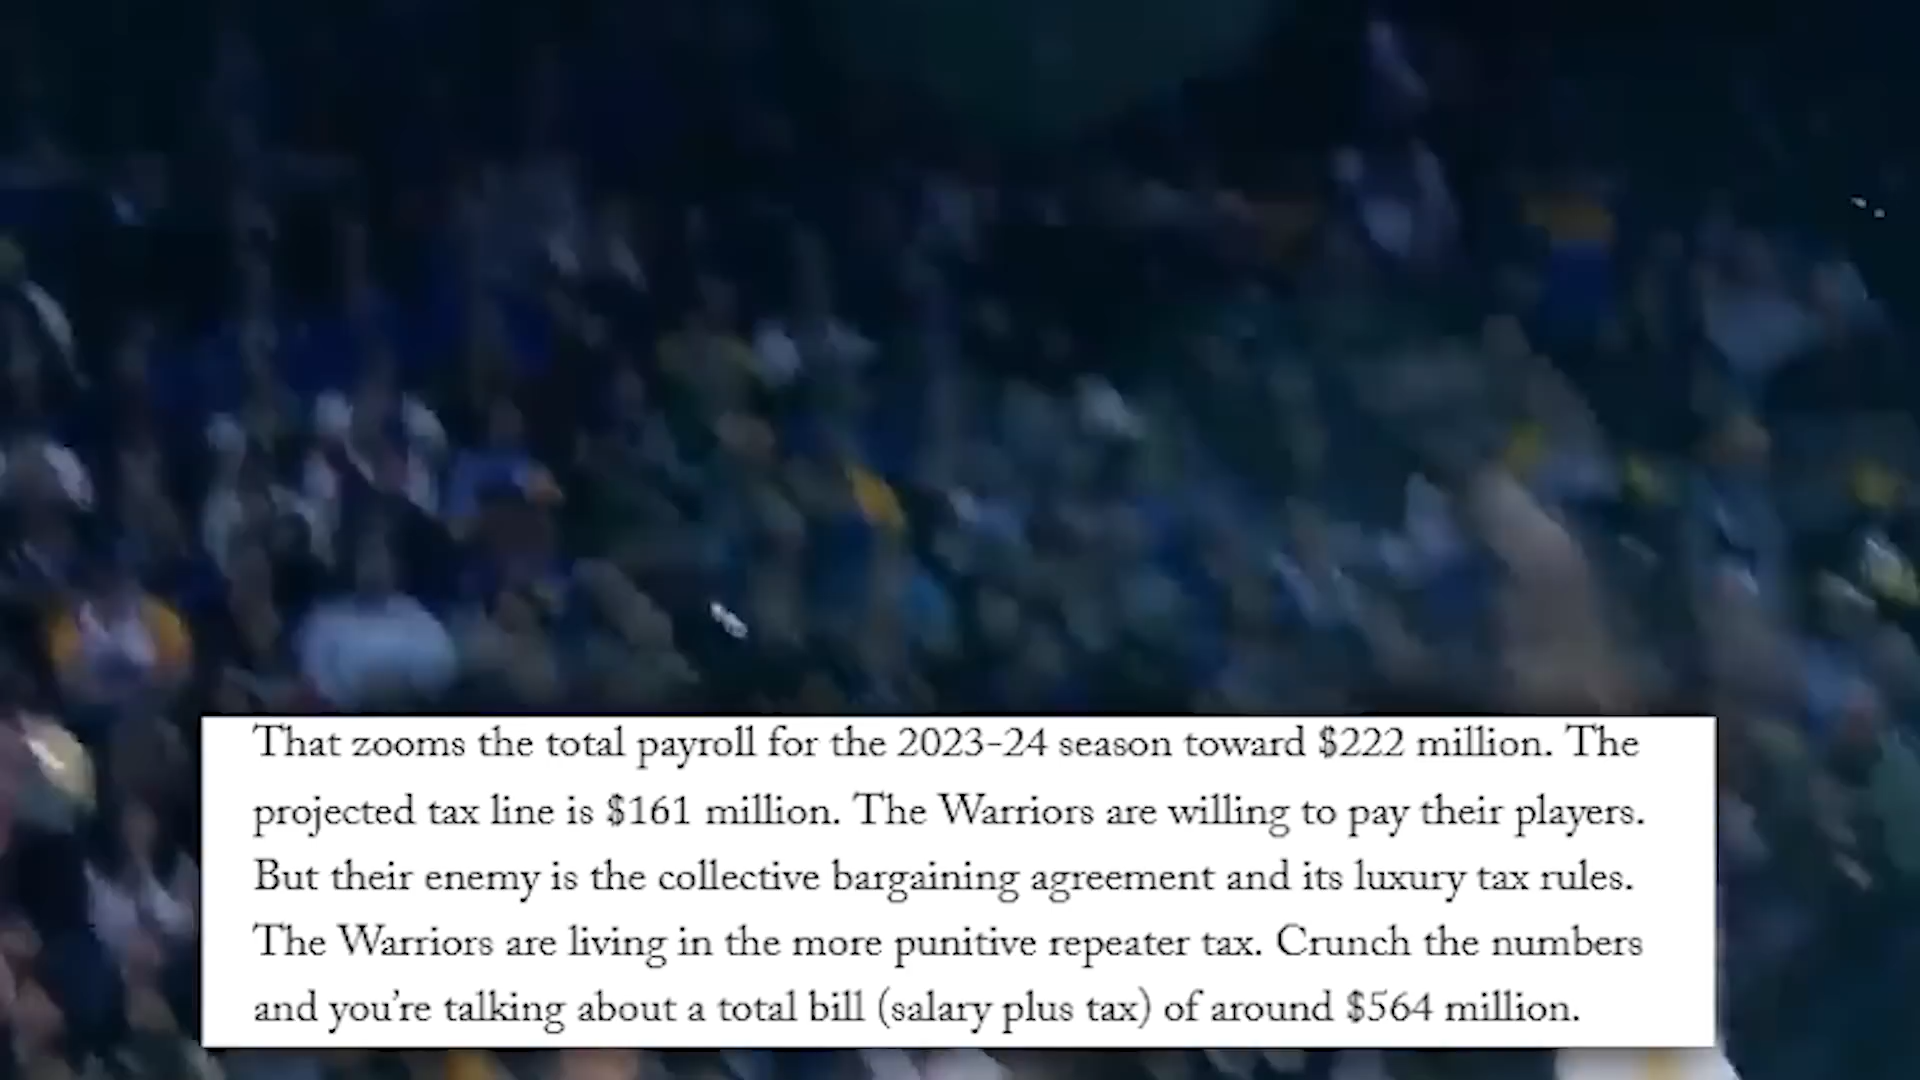 That zooms the total payroll for the 2023-24 season toward $222 million. The
projected tax line is $161 million. The Warriors are willing to pay their players.
But their enemy is the collective bargaining agreement and its luxury tax rules.
The Warriors are living in the more punitive repeater tax. Crunch the numbers
and you’re talking about a total bill (salary plus tax) of around $564 million.